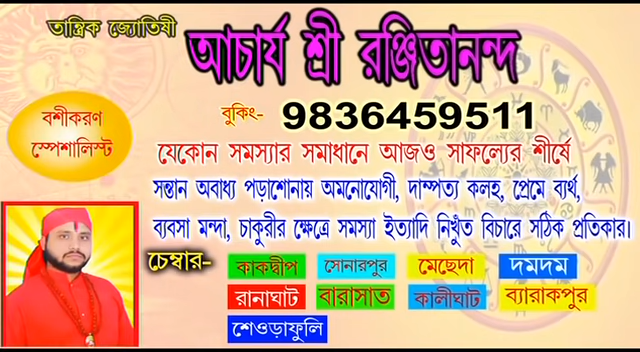 তান্ত্রিক জ্যোতিষী
আচার্য শ্রী রঞ্জিতানন্দ
বুকিং- 9836459511
বশীকরণ
স্পেশালিস্ট
যেকোন সমস্যার সমাধানে আজও সাফল্যের শীর্ষে
সন্তান অবাধ্য পড়াশোনায় অমনোযোগী, দাম্পত্য কলহ, প্রেমে ব্যর্থ,
ব্যবসা মন্দা, চাকুরীর ক্ষেত্রে সমস্যা ইত্যাদি নিখুঁত বিচারে সঠিক প্রতিকার।
চেম্বার- কাকদ্বীপ সোনারপুর মেছেদা দমদম
রানাঘাট বারাসাত কালীঘাট ব্যারাকপুর
শেওড়াফুলি